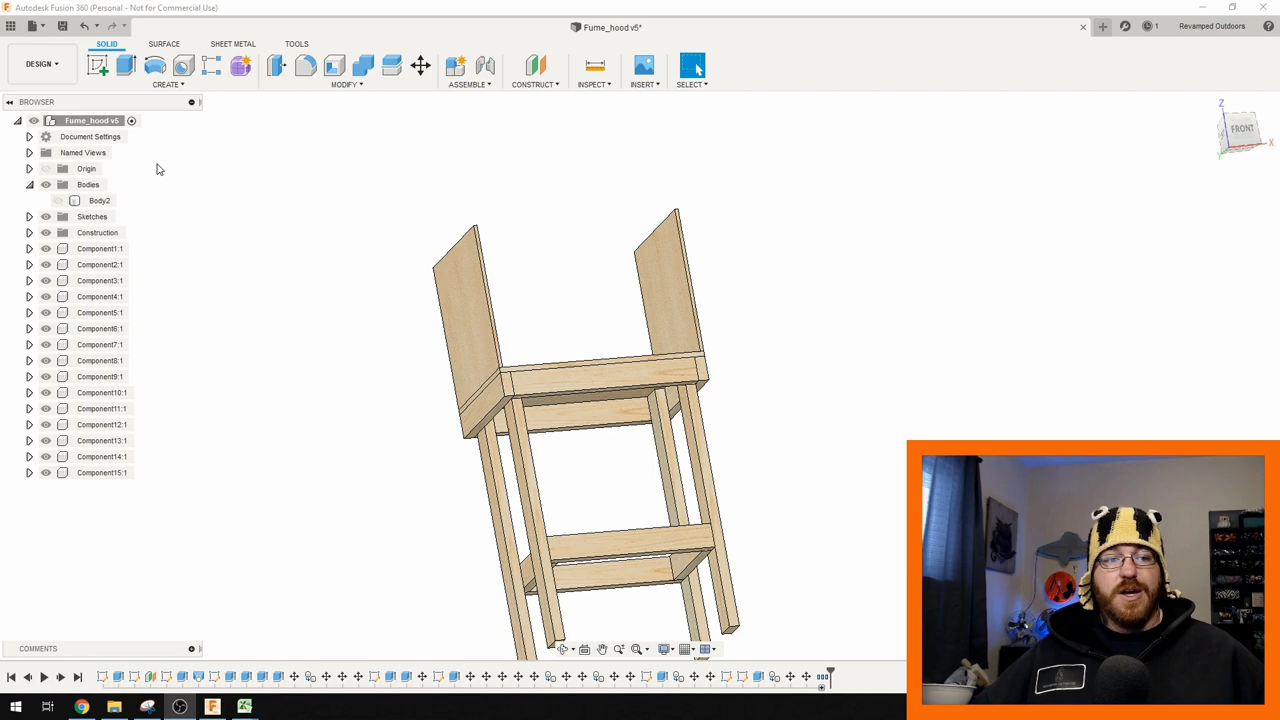 Autodesk Fusion 360 (Personal - Not for Commercial Use)
Fume_hood v5*
1
Revamped Outdoors
DESIGN
SOLID
SURFACE
SHEET METAL
TOOLS
CREATE
MODIFY
ASSEMBLE
CONSTRUCT
INSPECT
INSERT
SELECT
BROWSER
Fume_hood v5
Document Settings
Named Views
Origin
Bodies
Body2
Sketches
Construction
Component1:1
Component2:1
Component3:1
Component4:1
Component5:1
Component6:1
Component7:1
Component8:1
Component9:1
Component10:1
Component11:1
Component12:1
Component13:1
Component14:1
Component15:1
Z
FRONT
X
Y
COMMENTS